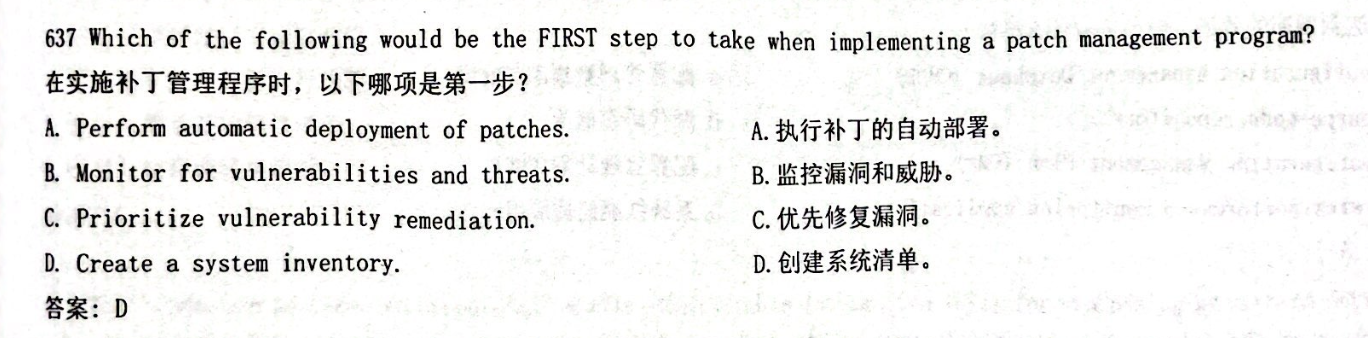 637 Which of the following would be the FIRST step to take when implementing a patch management program?
在实施补丁管理程序时，以下哪项是第一步？
A. Perform automatic deployment of patches. A. 执行补丁的自动部署。
B. Monitor for vulnerabilities and threats. B. 监控漏洞和威胁。
C. Prioritize vulnerability remediation. C. 优先修复漏洞。
D. Create a system inventory. D. 创建系统清单。
答案：D